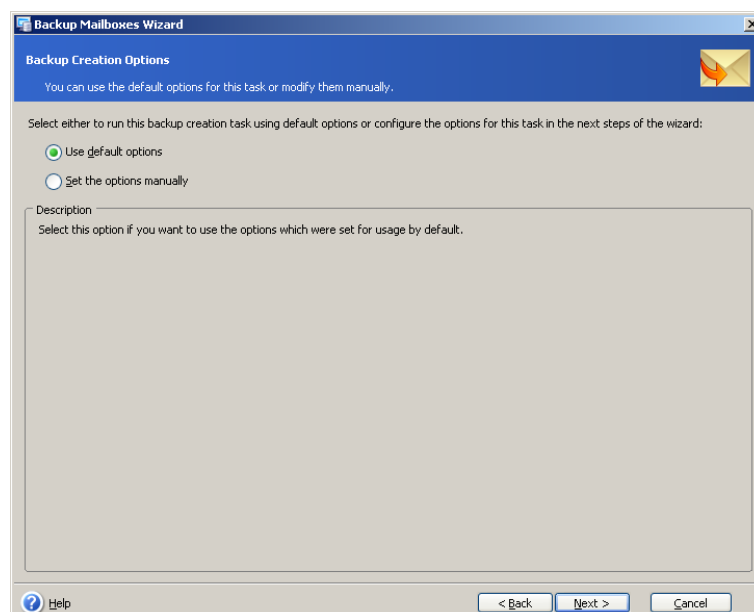 Backup Mailboxes Wizard
Backup Creation Options
You can use the default options for this task or modify them manually.
Select either to run this backup creation task using default options or configure the options for this task in the next steps of the wizard:
Use default options
Set the options manually
Description
Select this option if you want to use the options which were set for usage by default.
Help
< Back
Next >
Cancel